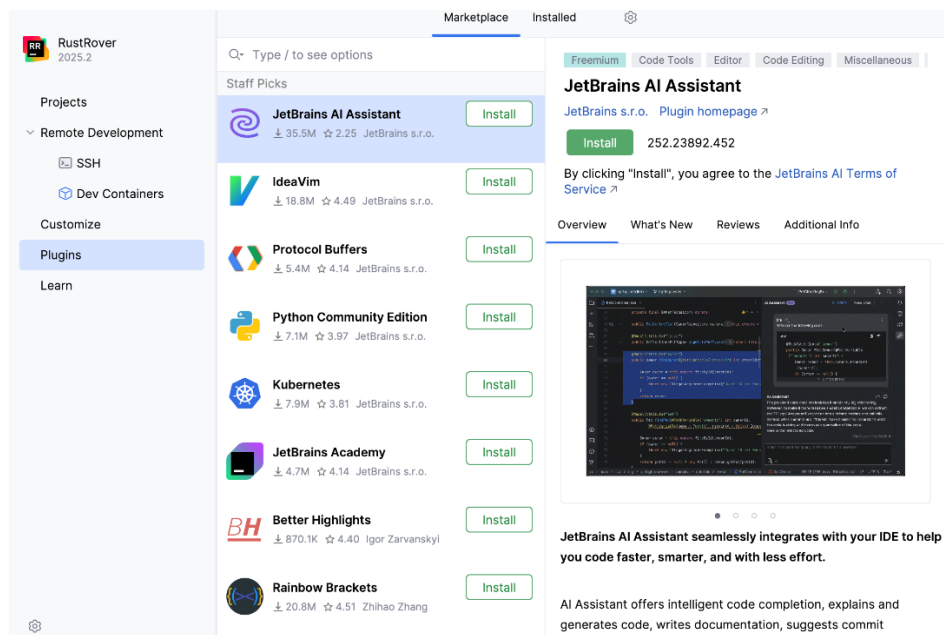 Marketplace Installed
RR
RustRover
2025.2
Projects
Remote Development
SSH
Dev Containers
Customize
Plugins
Learn
Type / to see options
Staff Picks
JetBrains AI Assistant
Install
35.5M 2.25 JetBrains s.r.o.
IdeaVim
Install
18.8M 4.49 JetBrains s.r.o.
Protocol Buffers
Install
5.4M 4.14 JetBrains s.r.o.
Python Community Edition
Install
7.1M 3.97 JetBrains s.r.o.
Kubernetes
Install
7.9M 3.81 JetBrains s.r.o.
JetBrains Academy
Install
4.7M 4.14 JetBrains s.r.o.
BH
Better Highlights
Install
870.1K 4.40 Igor Zarvanskyi
Rainbow Brackets
Install
20.8M 4.51 Zhihao Zhang
Freemium Code Tools Editor Code Editing Miscellaneous
JetBrains AI Assistant
JetBrains s.r.o. Plugin homepage ↗
Install 252.23892.452
By clicking "Install", you agree to the JetBrains AI Terms of
Service ↗
Overview What's New Reviews Additional Info
JetBrains AI Assistant seamlessly integrates with your IDE to help
you code faster, smarter, and with less effort.
AI Assistant offers intelligent code completion, explains and
generates code, writes documentation, suggests commit